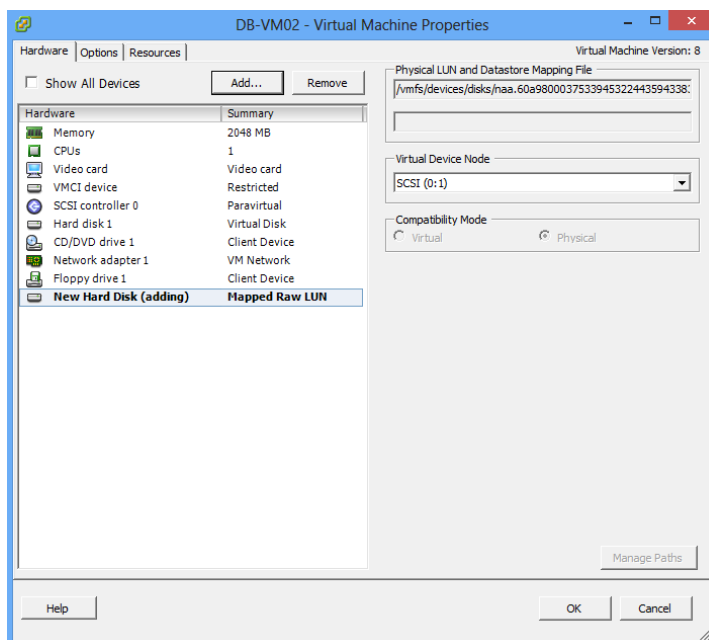 DB-VM02 - Virtual Machine Properties
Hardware Options Resources Virtual Machine Version: 8
Show All Devices Add... Remove
Hardware Summary
Memory 2048 MB
CPUs 1
Video card Video card
VMCI device Restricted
SCSI controller 0 Paravirtual
Hard disk 1 Virtual Disk
CD/DVD drive 1 Client Device
Network adapter 1 VM Network
Floppy drive 1 Client Device
New Hard Disk (adding) Mapped Raw LUN
Physical LUN and Datastore Mapping File
/vmfs/devices/disks/naa.60a98000375339453224435943383
Virtual Device Node
SCSI (0:1)
Compatibility Mode
Virtual Physical
Manage Paths
Help OK Cancel